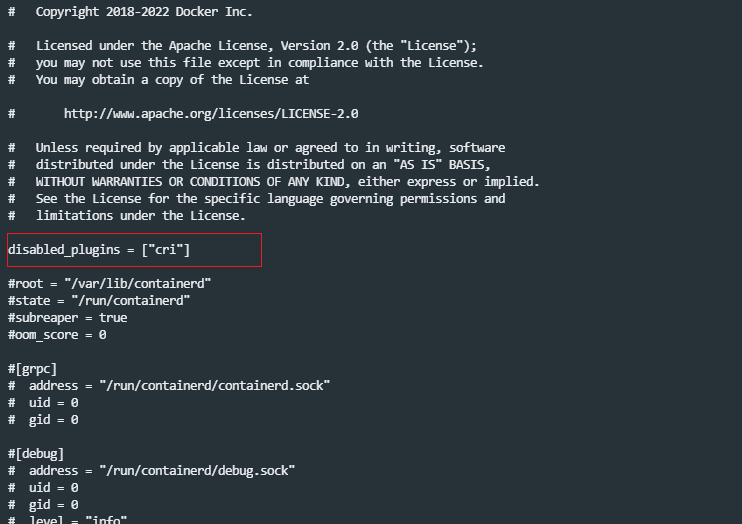 #   Copyright 2018-2022 Docker Inc.
#   Licensed under the Apache License, Version 2.0 (the "License");
#   you may not use this file except in compliance with the License.
#   You may obtain a copy of the License at
#       http://www.apache.org/licenses/LICENSE-2.0
#   Unless required by applicable law or agreed to in writing, software
#   distributed under the License is distributed on an "AS IS" BASIS,
#   WITHOUT WARRANTIES OR CONDITIONS OF ANY KIND, either express or implied.
#   See the License for the specific language governing permissions and
#   limitations under the License.
disabled_plugins = ["cri"]
#root = "/var/lib/containerd"
#state = "/run/containerd"
#subreaper = true
#oom_score = 0
#[grpc]
#  address = "/run/containerd/containerd.sock"
#  uid = 0
#  gid = 0
#[debug]
#  address = "/run/containerd/debug.sock"
#  uid = 0
#  gid = 0
#  level = "info"